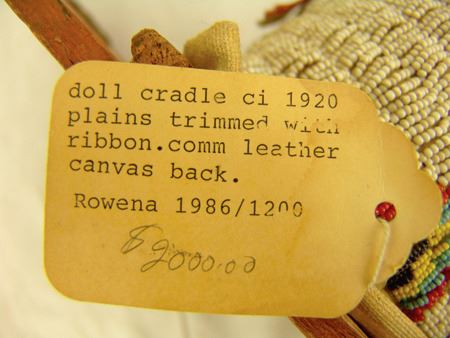 doll cradle ci 1920
plains trimmed with
ribbon.comm leather
canvas back.
Rowena 1986/1200
$2000.00